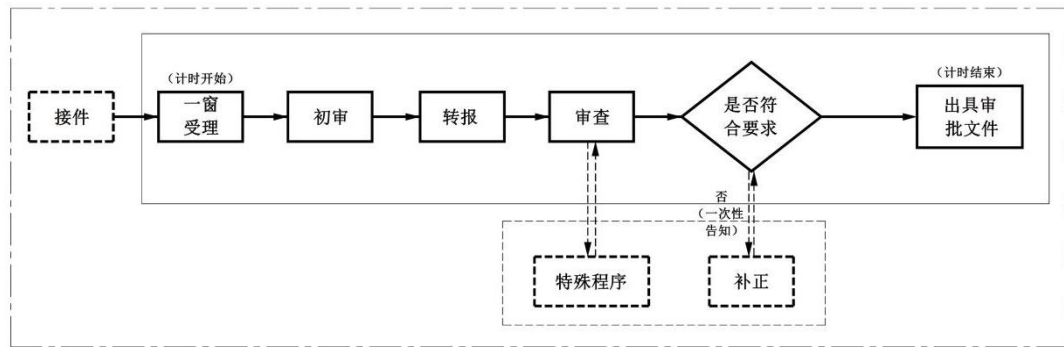 （计时开始）
（计时结束）
接件
一窗
受理
初审
转报
审查
是否符
合要求
出具审
批文件
否
（一次性
告知）
特殊程序
补正